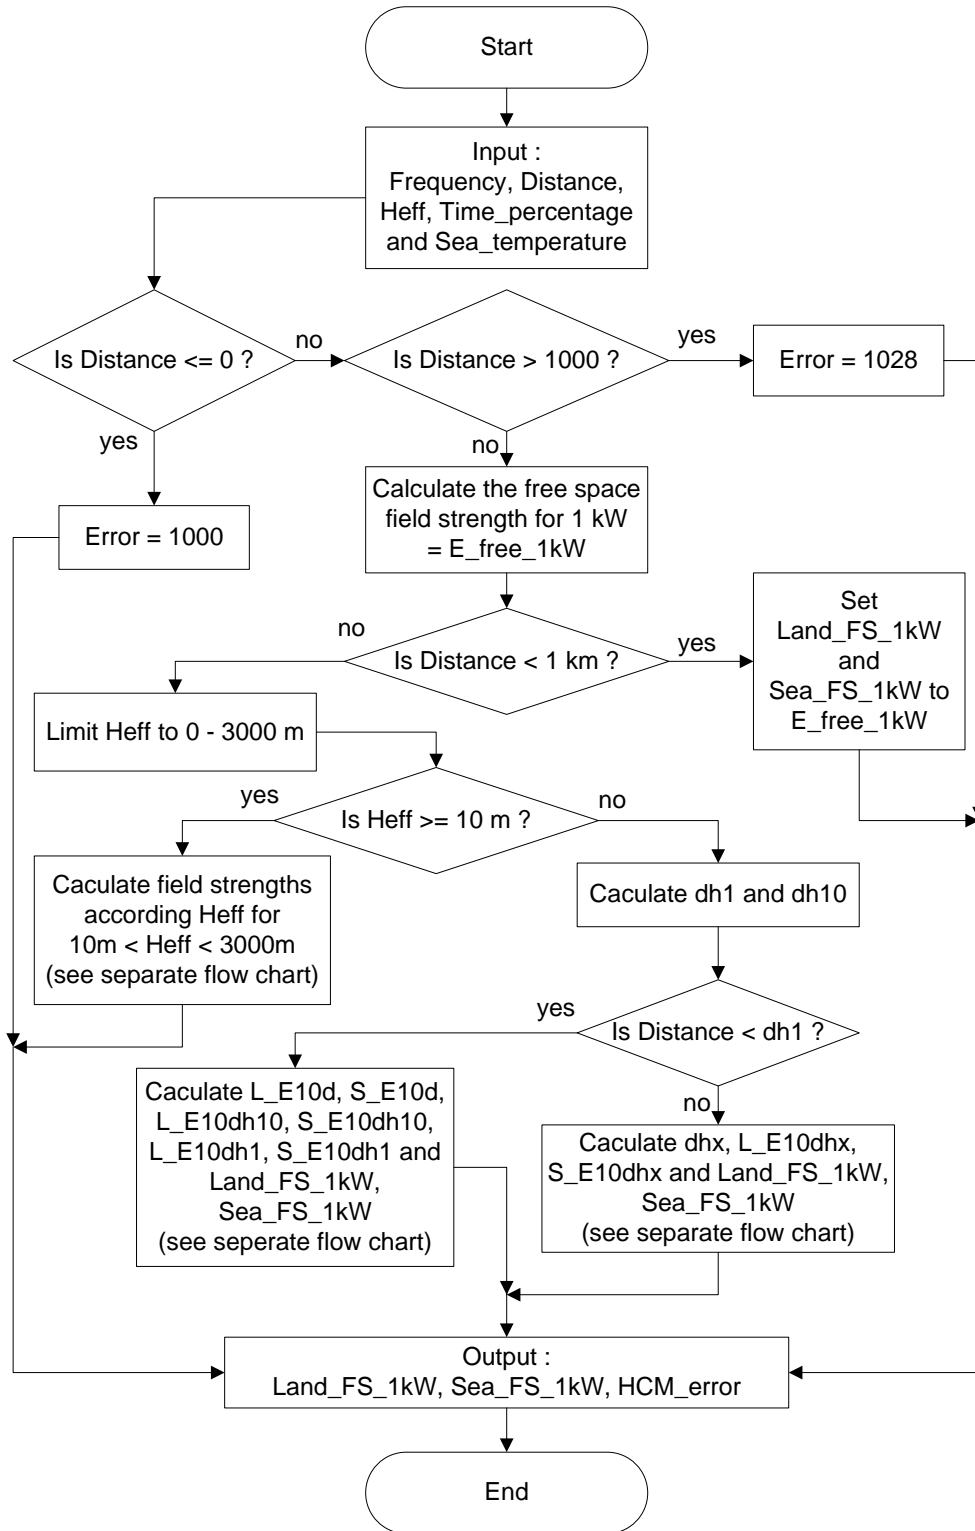 Start
Input :
Frequency, Distance,
Heff, Time_percentage
and Sea_temperature
Is Distance <= 0 ?
no
Is Distance > 1000 ?
yes
Error = 1028
yes
no
Error = 1000
Calculate the free space
field strength for 1 kW
= E_free_1kW
Set
Land_FS_1kW
and
Sea_FS_1kW to
E_free_1kW
no
Is Distance < 1 km ?
yes
Limit Heff to 0 - 3000 m
yes
Is Heff >= 10 m ?
no
Caculate field strengths
according Heff for
10m < Heff < 3000m
(see separate flow chart)
Caculate dh1 and dh10
yes
Is Distance < dh1 ?
no
Caculate L_E10d, S_E10d,
L_E10dh10, S_E10dh10,
L_E10dh1, S_E10dh1 and
Land_FS_1kW,
Sea_FS_1kW
(see seperate flow chart)
Caculate dhx, L_E10dhx,
S_E10dhx and Land_FS_1kW,
Sea_FS_1kW
(see separate flow chart)
Output :
Land_FS_1kW, Sea_FS_1kW, HCM_error
End